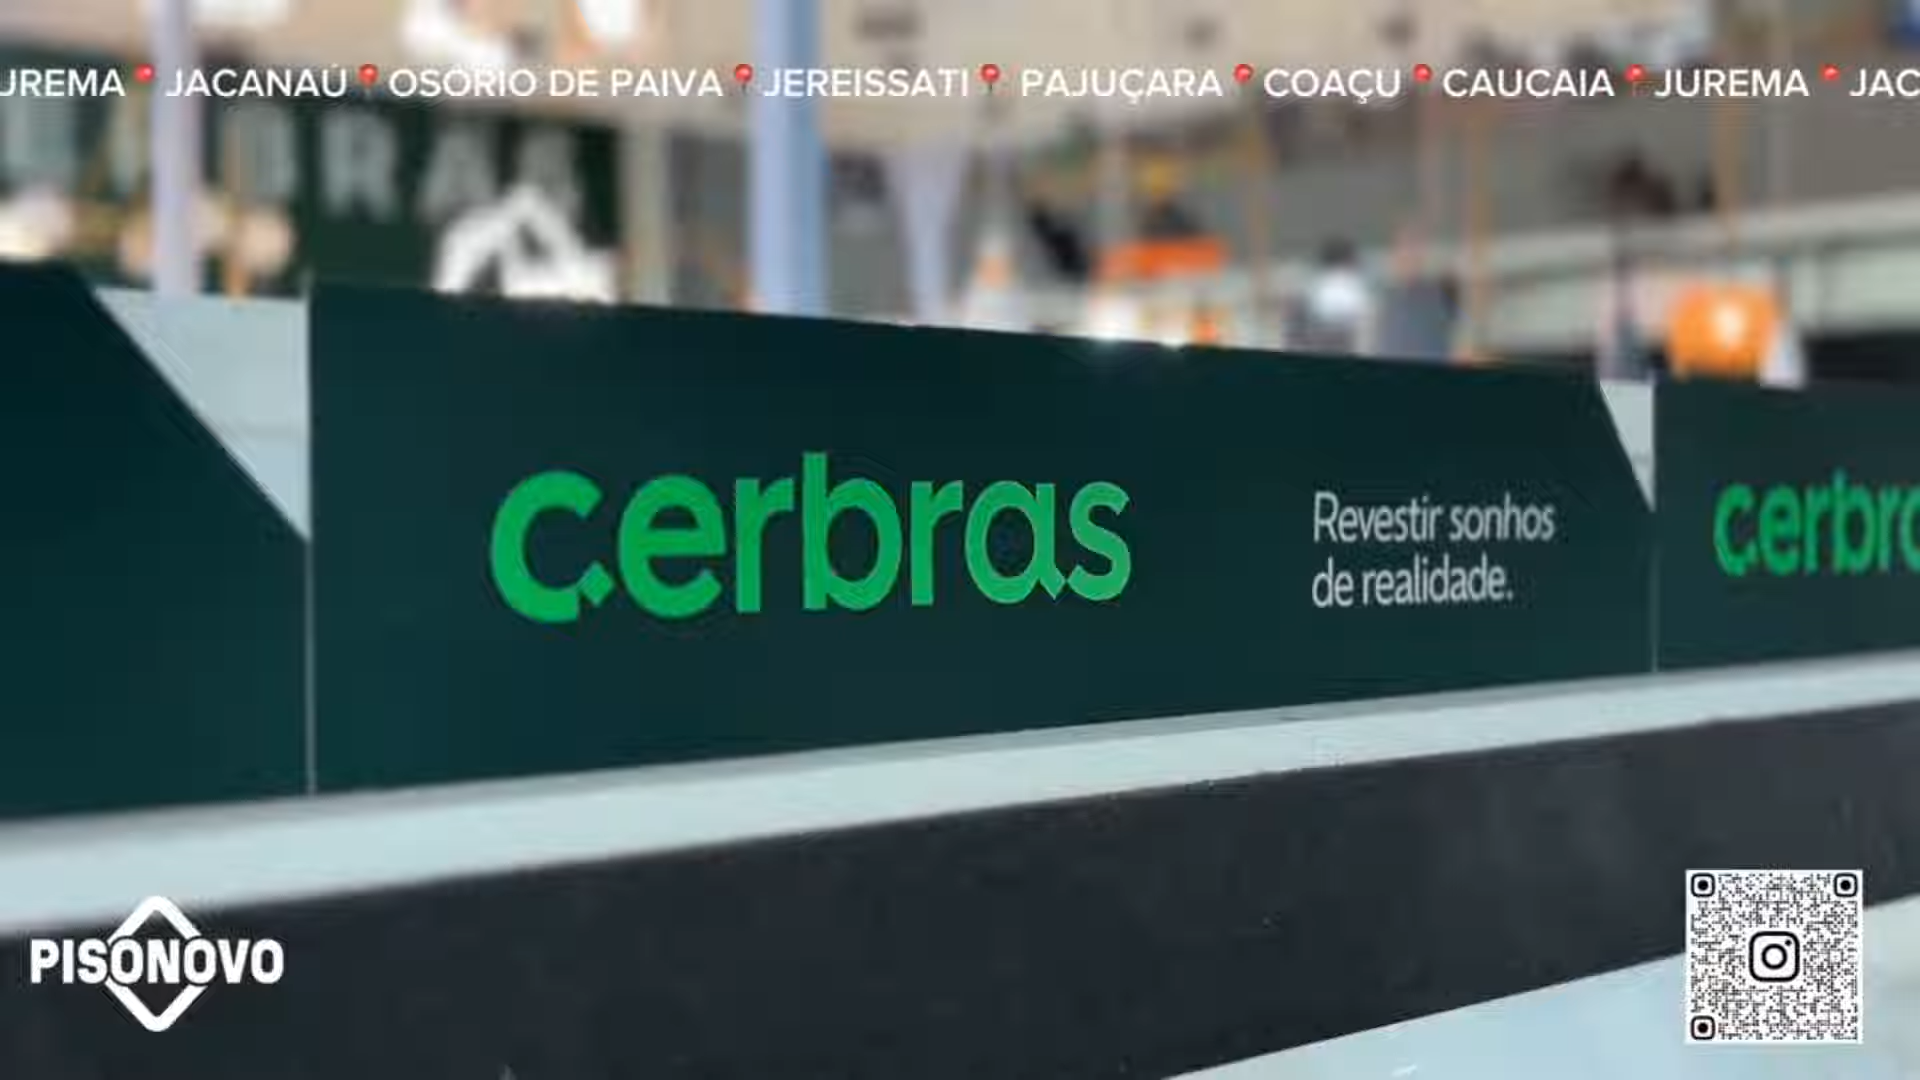 JUREMA📍JACANAÚ📍OSÓRIO DE PAIVA📍JEREISSATI📍PAJUÇARA📍COAÇU📍CAUCAIA📍JUREMA📍JAC
cerbras
Revestir sonhos
de realidade.
cerbra
PISONOVO